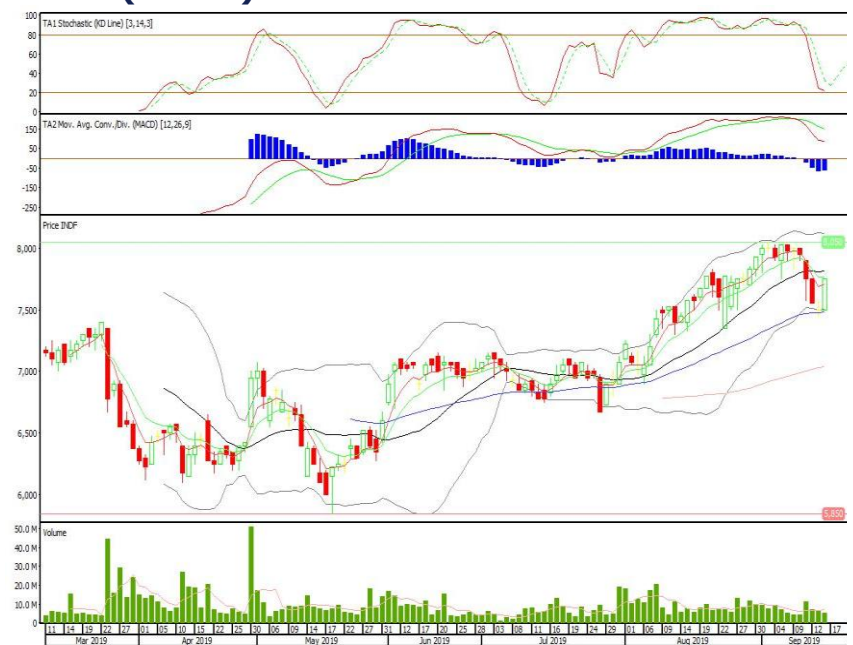 100
TA1 Stochastic (KD Line) [3,14,3]
80
60
40
20
0
TA2 Mov. Avg. Conv./Div. (MACD) [12,26,9]
150
50
-50
-150
-250
Price INDF
8,050
8,000
7,500
7,000
6,500
6,000
5,850
50.0 M
Volume
40.0 M
30.0 M
20.0 M
10.0 M
0.0
11 14 19 22 27 01 05 10 15 22 25 30 06 09 14 17 22 27 31 12 17 20 25 28 03 08 11 16 19 24 29 01 06 09 14 19 22 27 30 04 09 12 17
Mar 2019 Apr 2019 May 2019 Jun 2019 Jul 2019 Aug 2019 Sep 2019